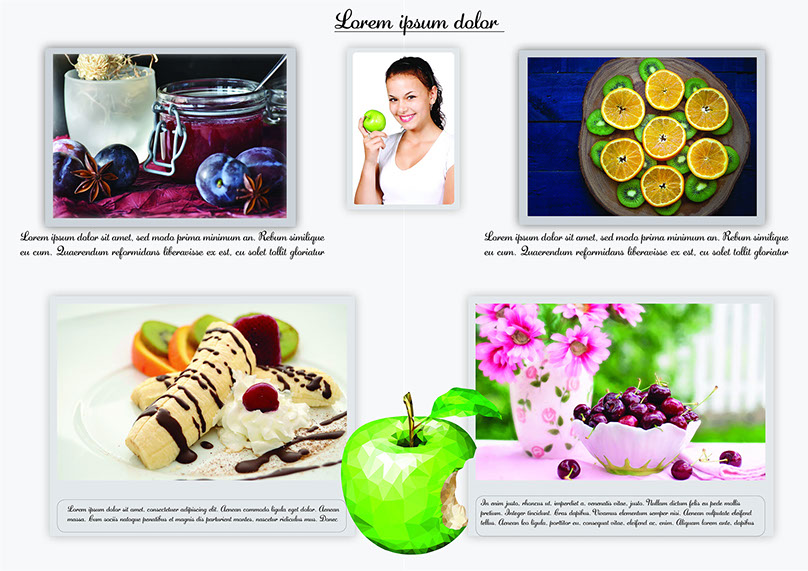 Lorem ipsum dolor
Lorem ipsum dolor sit amet, sed modo prima minimum an. Rebum similique
eu cum. Quaerendum reformidans liberavisse ex est, cu solet tollit gloriatur
Lorem ipsum dolor sit amet, sed modo prima minimum an. Rebum similique
eu cum. Quaerendum reformidans liberavisse ex est, cu solet tollit gloriatur
Lorem ipsum dolor sit amet, consectetuer adipiscing elit. Aenean commodo ligula eget dolor. Aenean
massa. Cum sociis natoque penatibus et magnis dis parturient montes, nascetur ridiculus mus. Donec
In enim justo, rhoncus ut, imperdiet a, venenatis vitae, justo. Nullam dictum felis eu pede mollis
pretium. Integer tincidunt. Cras dapibus. Vivamus elementum semper nisi. Aenean vulputate eleifend
tellus. Aenean leo ligula, porttitor eu, consequat vitae, eleifend ac, enim. Aliquam lorem ante, dapibus